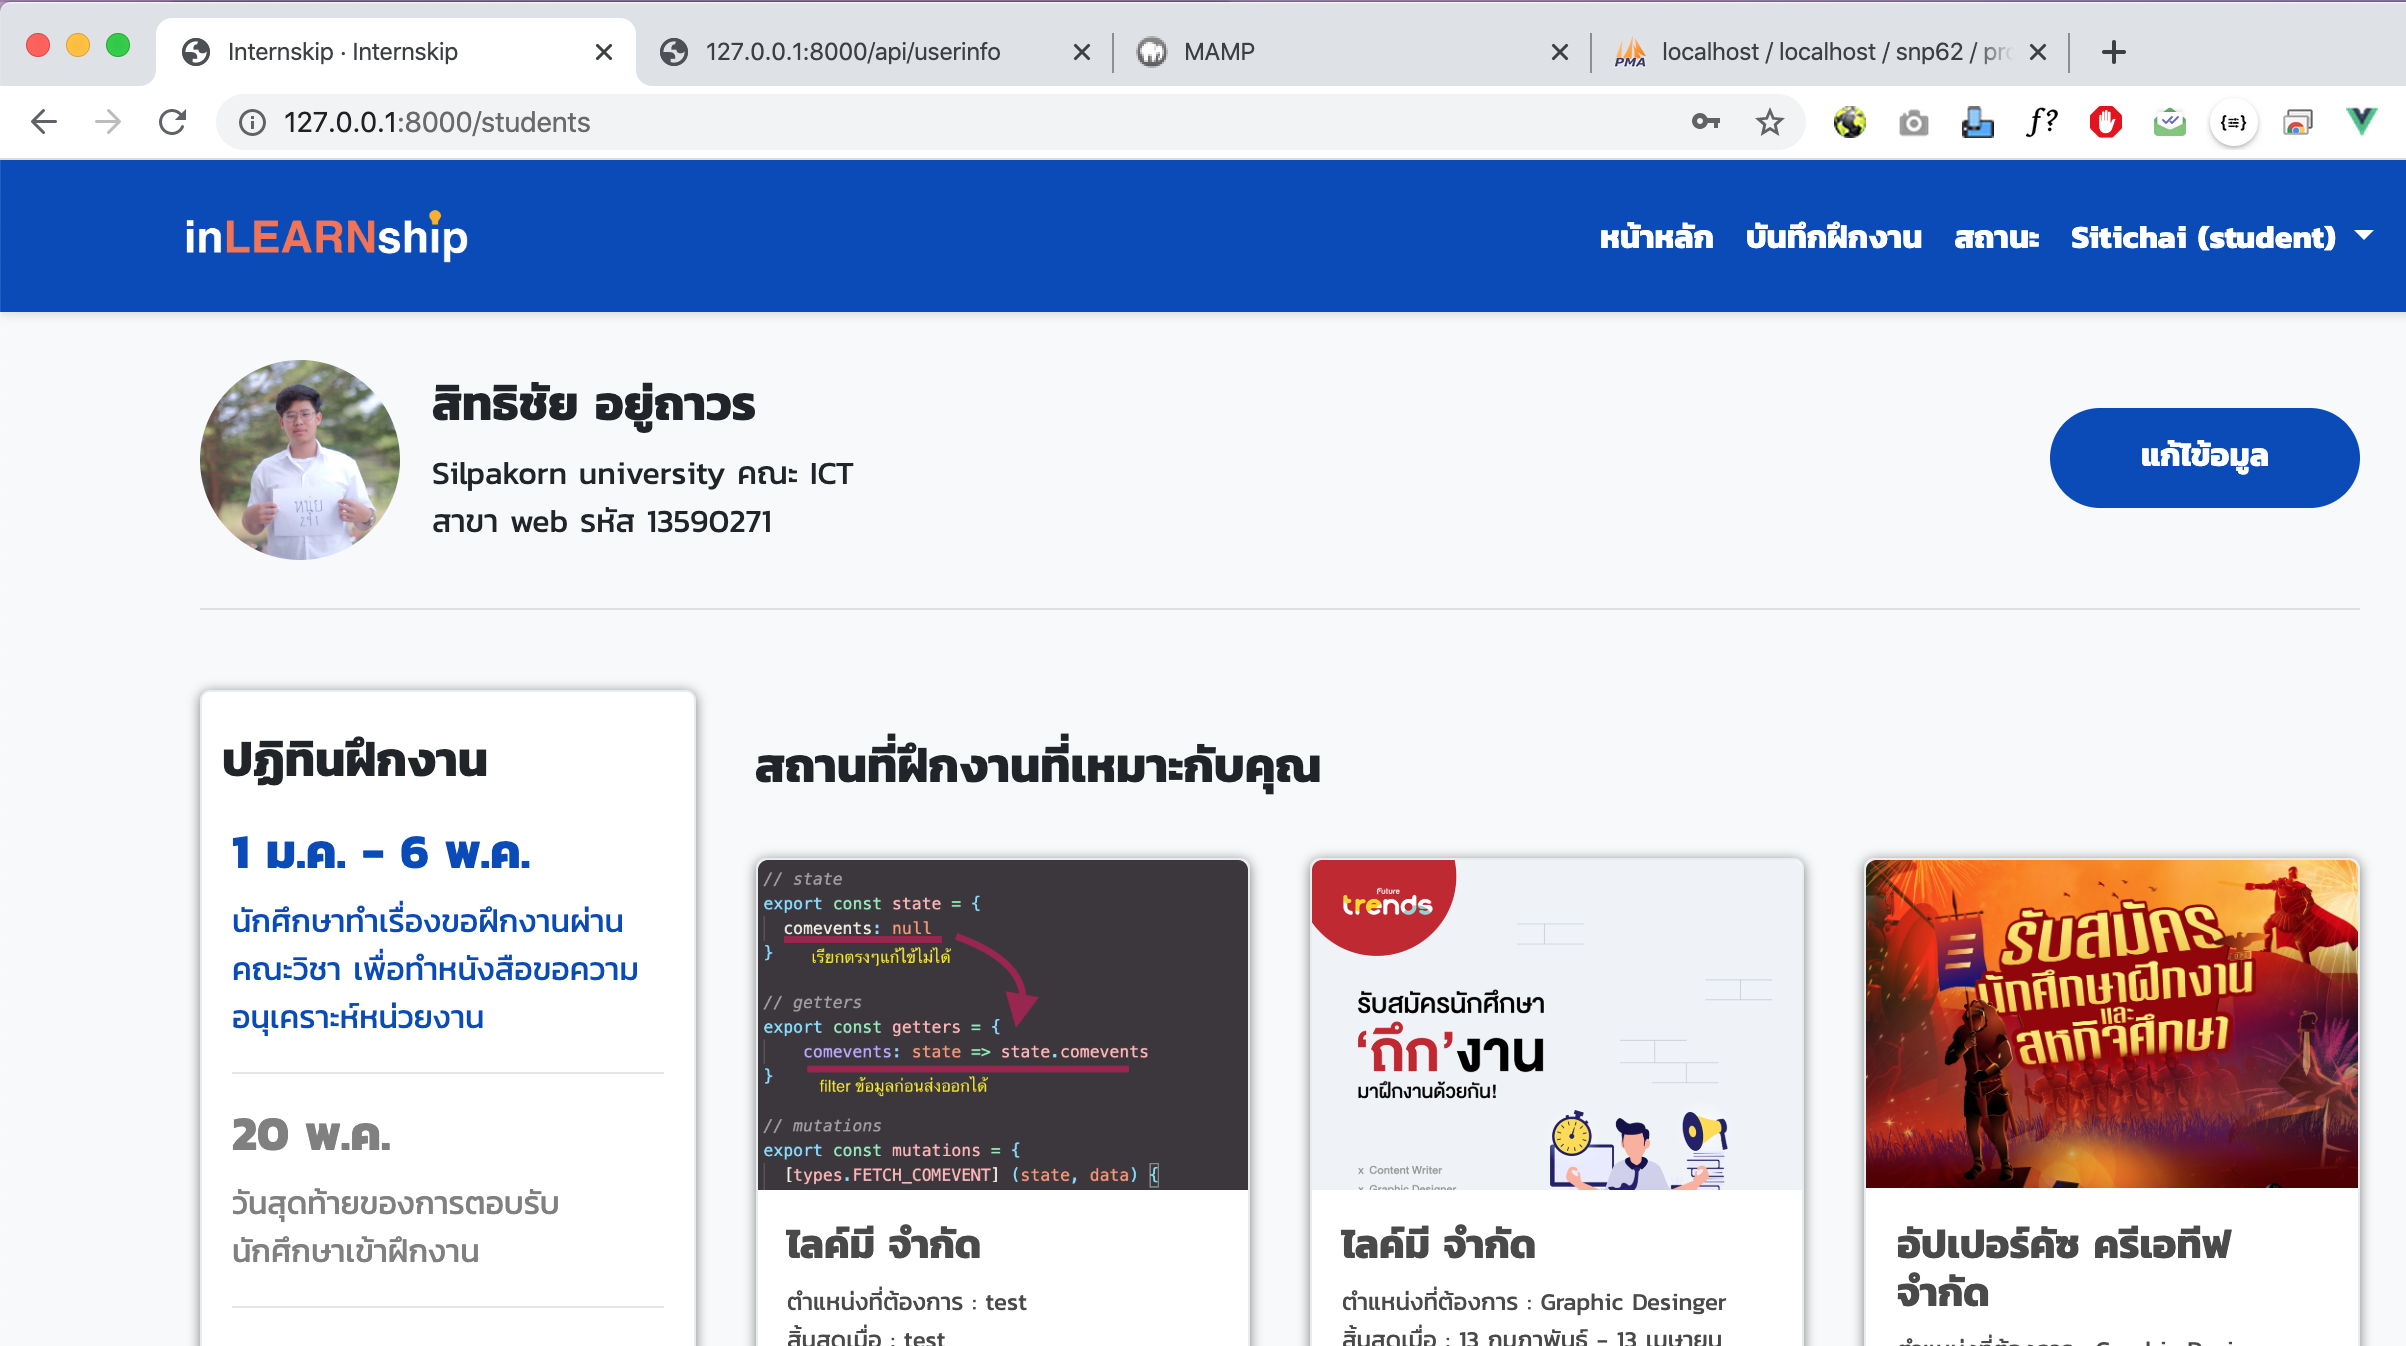 Internskip · Internskip
127.0.0.1:8000/api/userinfo
MAMP
PMA
localhost / localhost / snp62 / pro
127.0.0.1:8000/students
f?
inLEARNship
หน้าหลัก
บันทึกฝึกงาน
สถานะ
Sitichai (student)
สิทธิชัย อยู่ถาวร
Silpakorn university คณะ ICT
สาขา web รหัส 13590271
แก้ไข้อมูล
ปฏิทินฝึกงาน
1 ม.ค. - 6 พ.ค.
นักศึกษาทำเรื่องขอฝึกงานผ่าน
คณะวิชา เพื่อทำหนังสือขอความ
อนุเคราะห์หน่วยงาน
20 พ.ค.
วันสุดท้ายของการตอบรับ
นักศึกษาเข้าฝึกงาน
สถานที่ฝึกงานที่เหมาะกับคุณ
// state
export const state = {
comevents: null
}
เรียกตรงๆแก้ไข้ไม่ได้
// getters
export const getters = {
comevents: state => state.comevents
}
filter ข้อมูลก่อนส่งออกได้
// mutations
export const mutations = {
[types.FETCH_COMEVENT] (state, data) {
ไลค์มี จำกัด
ตำแหน่งที่ต้องการ : test
สิ้นสุดเมื่อ : test
Future
trends
รับสมัครนักศึกษา
‘ถึก’งาน
มาฝึกงานด้วยกัน!
x Content Writer
x Graphic Designer
ไลค์มี จำกัด
ตำแหน่งที่ต้องการ : Graphic Desinger
สิ้นสุดเมื่อ : 13 กุมภาพันธ์ - 13 เมษายน
รับสมัคร
นักศึกษาฝึกงาน
และ
สหกิจศึกษา
อัปเปอร์คัช ครีเอทีฟ
จำกัด